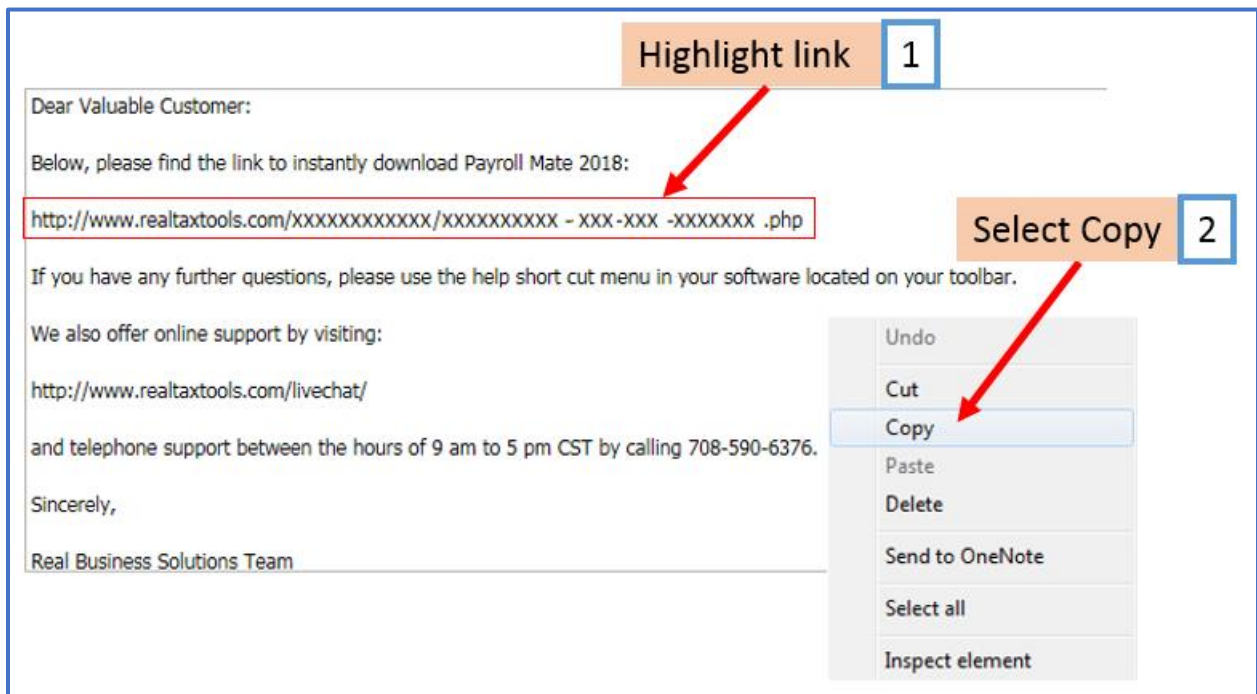 Highlight link 1
Dear Valuable Customer:
Below, please find the link to instantly download Payroll Mate 2018:
http://www.realtaxtools.com/XXXXXXXXXXXX/XXXXXXXXXX - XXX-XXX -XXXXXXX .php
Select Copy 2
If you have any further questions, please use the help short cut menu in your software located on your toolbar.
We also offer online support by visiting:
http://www.realtaxtools.com/livechat/
and telephone support between the hours of 9 am to 5 pm CST by calling 708-590-6376.
Sincerely,
Real Business Solutions Team
Undo
Cut
Copy
Paste
Delete
Send to OneNote
Select all
Inspect element